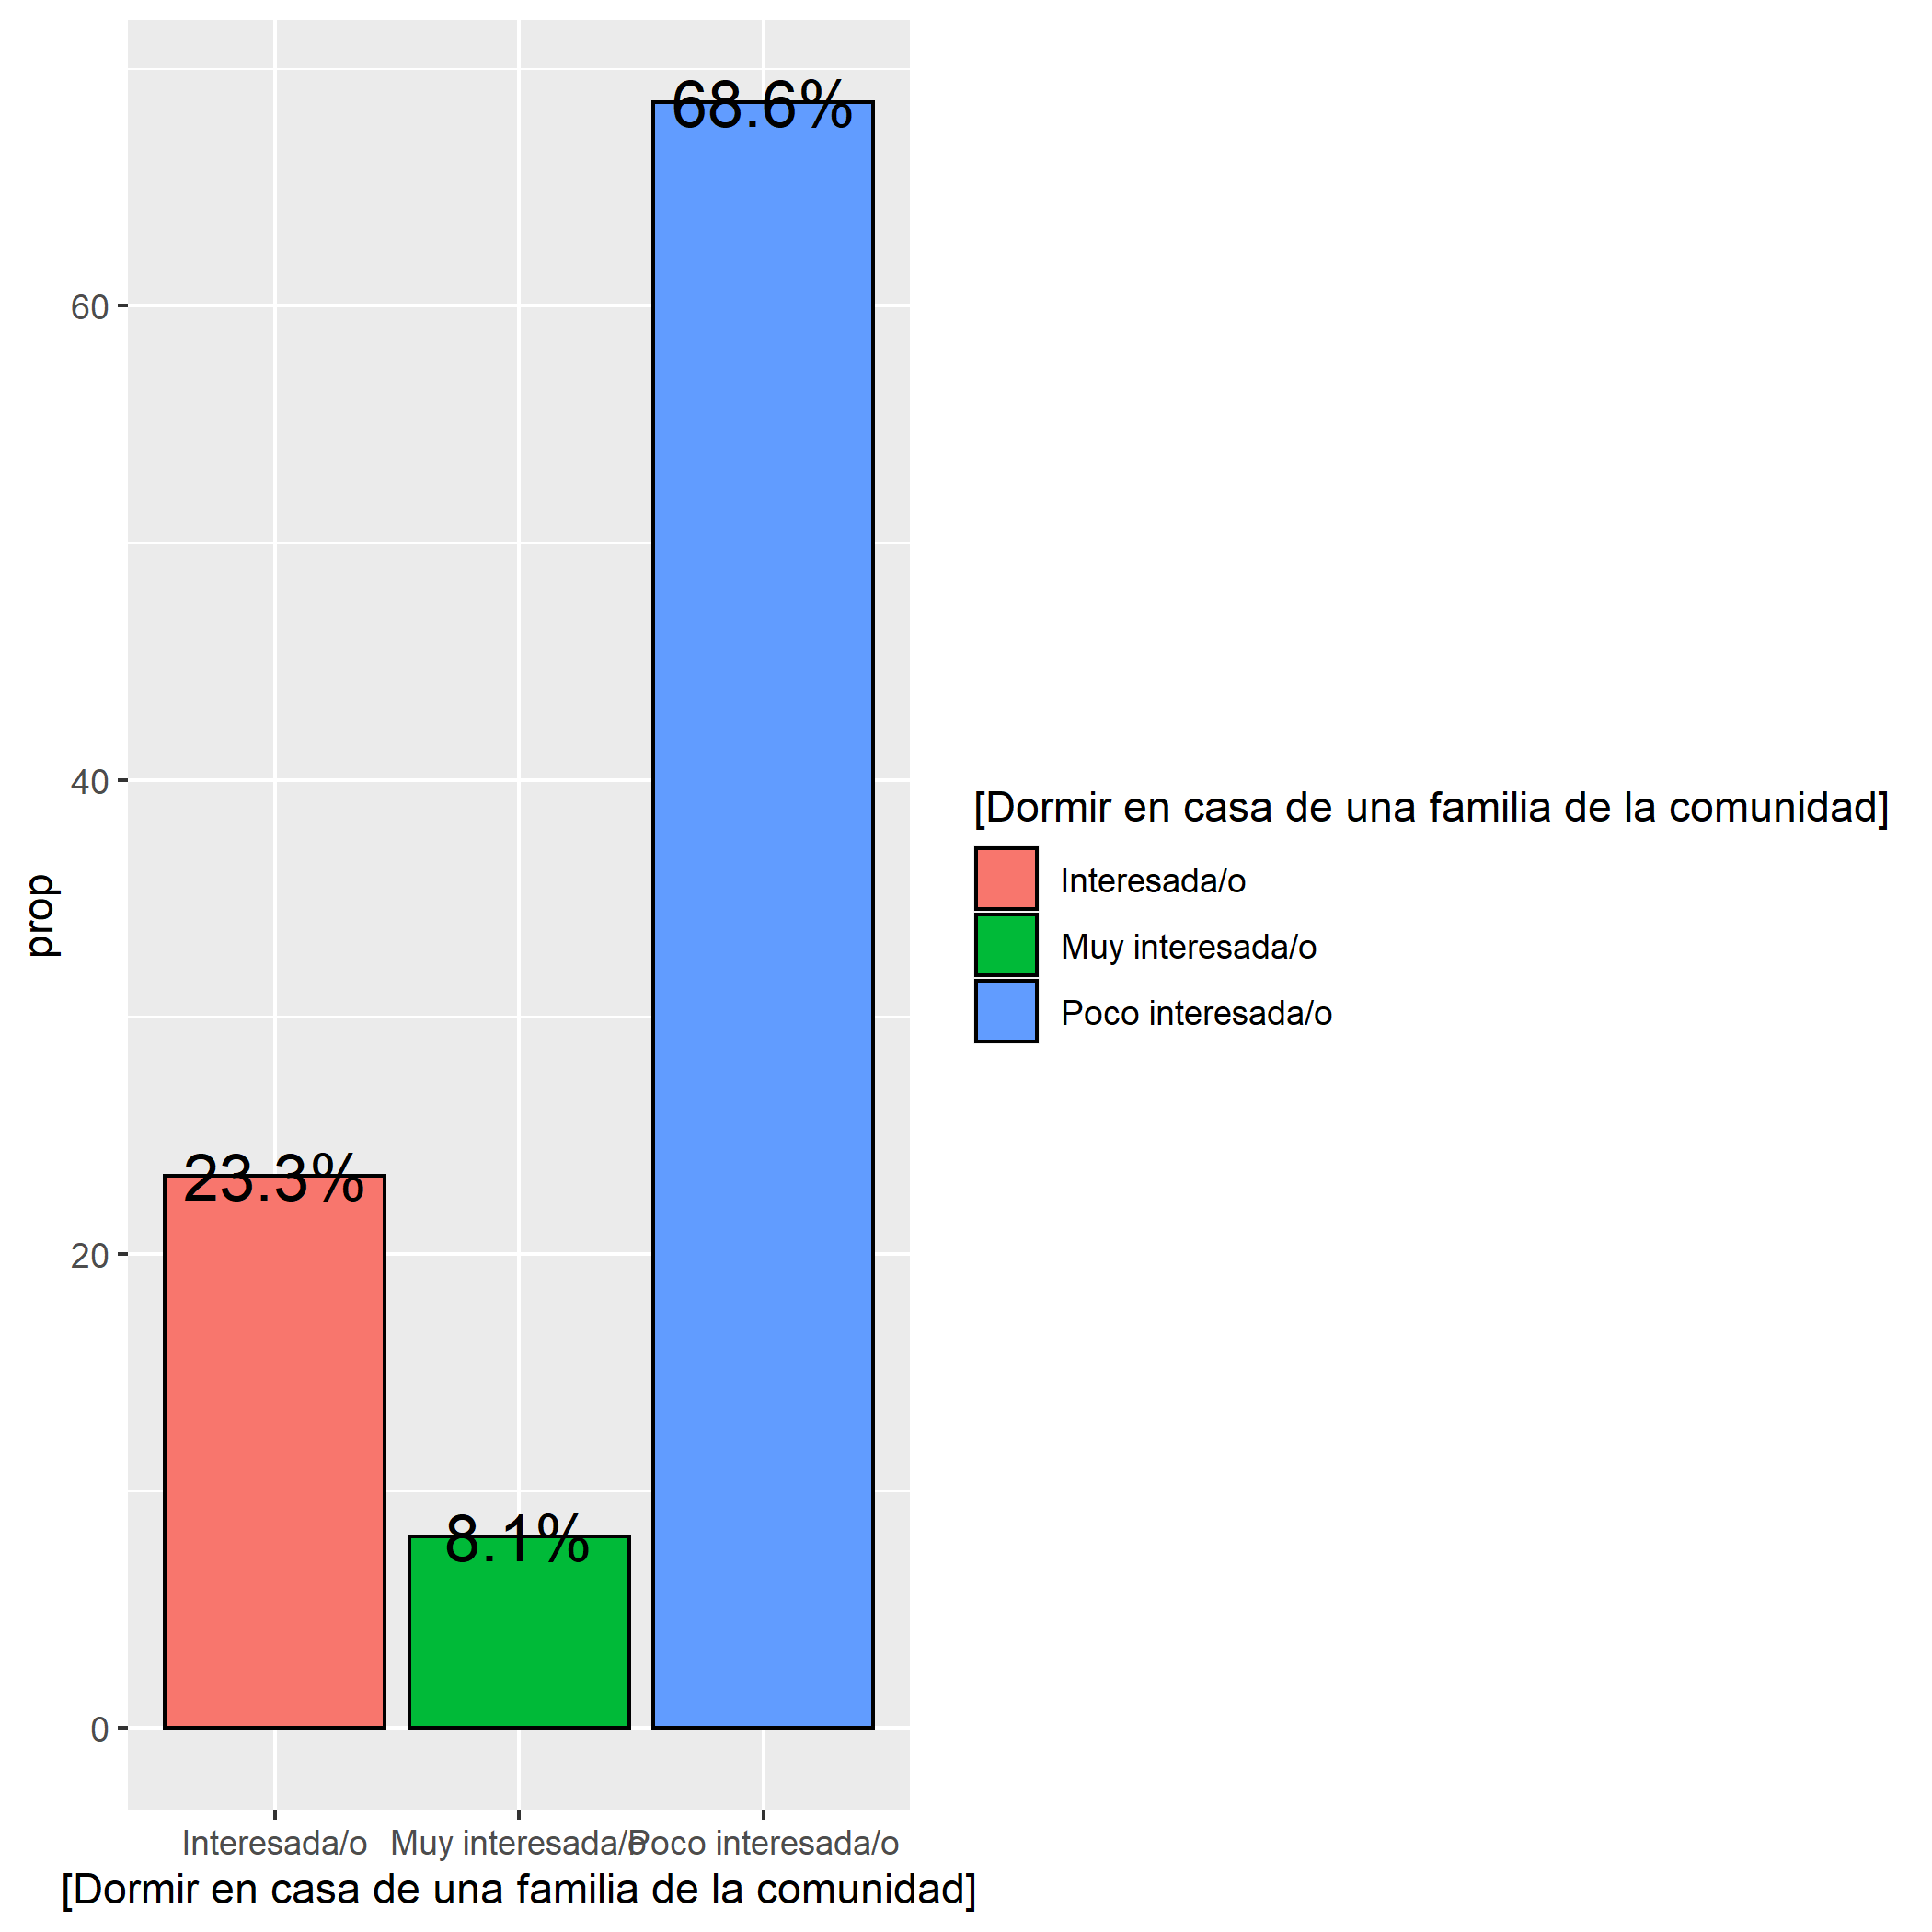 68.6%
60
40
[Dormir en casa de una familia de la comunidad]
Interesada/o
Muy interesada/o
Poco interesada/o
prop
23.3%
20
8.1%
0
Interesada/o Muy interesada/o Poco interesada/o
[Dormir en casa de una familia de la comunidad]